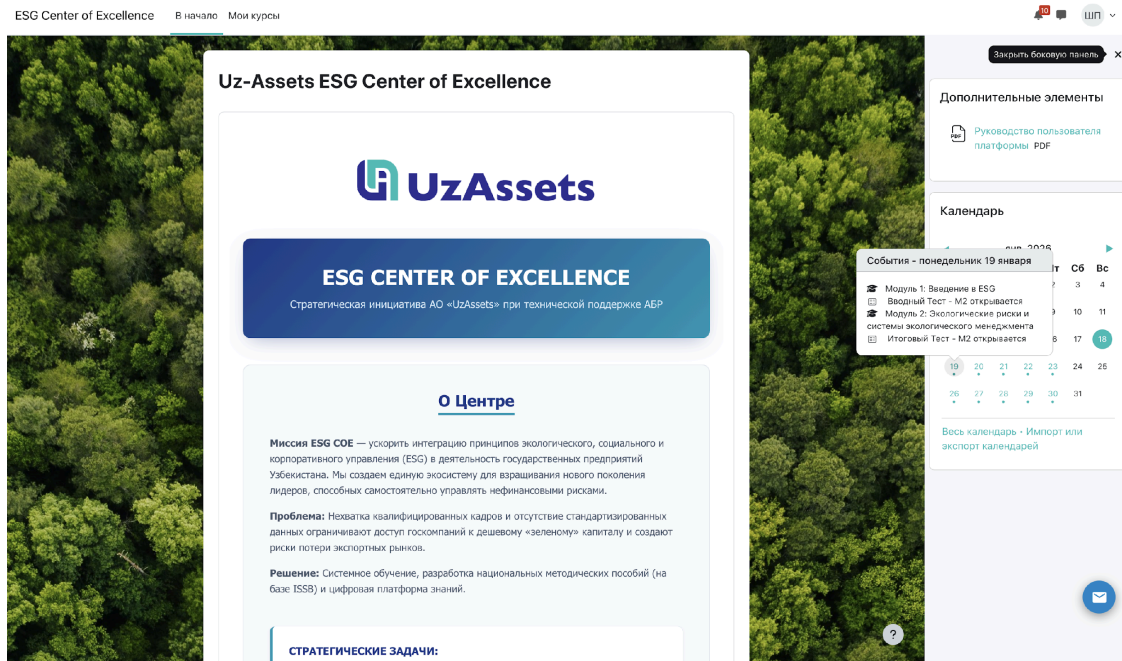 ESG Center of Excellence
В начало
Мои курсы
10
ШП
Uz-Assets ESG Center of Excellence
UzAssets
ESG CENTER OF EXCELLENCE
Стратегическая инициатива АО «UzAssets» при технической поддержке АБР
О Центре
Миссия ESG COE — ускорить интеграцию принципов экологического, социального и
корпоративного управления (ESG) в деятельность государственных предприятий
Узбекистана. Мы создаем единую экосистему для взращивания нового поколения
лидеров, способных самостоятельно управлять нефинансовыми рисками.
Проблема: Нехватка квалифицированных кадров и отсутствие стандартизированных
данных ограничивают доступ госкомпаний к дешевому «зеленому» капиталу и создают
риски потери экспортных рынков.
Решение: Системное обучение, разработка национальных методических пособий (на
базе ISSB) и цифровая платформа знаний.
СТРАТЕГИЧЕСКИЕ ЗАДАЧИ:
Закрыть боковую панель
Дополнительные элементы
PDF
Руководство пользователя
платформы PDF
Календарь
янв. 2026
События - понедельник 19 января
Модуль 1: Введение в ESG
Вводный Тест - М2 открывается
Модуль 2: Экологические риски и
системы экологического менеджмента
Итоговый Тест - М2 открывается
Сб Вс
2 3 4
9 10 11
6 17 18
19 20 21 22 23 24 25
26 27 28 29 30 31
Весь календарь - Импорт или
экспорт календарей
?